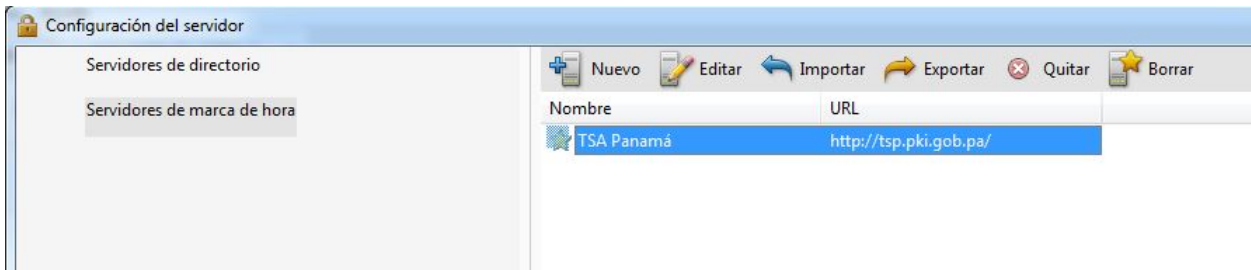 Configuración del servidor
Servidores de directorio
Servidores de marca de hora
Nuevo Editar Importar Exportar Quitar Borrar
Nombre URL
TSA Panamá http://tsp.pki.gob.pa/